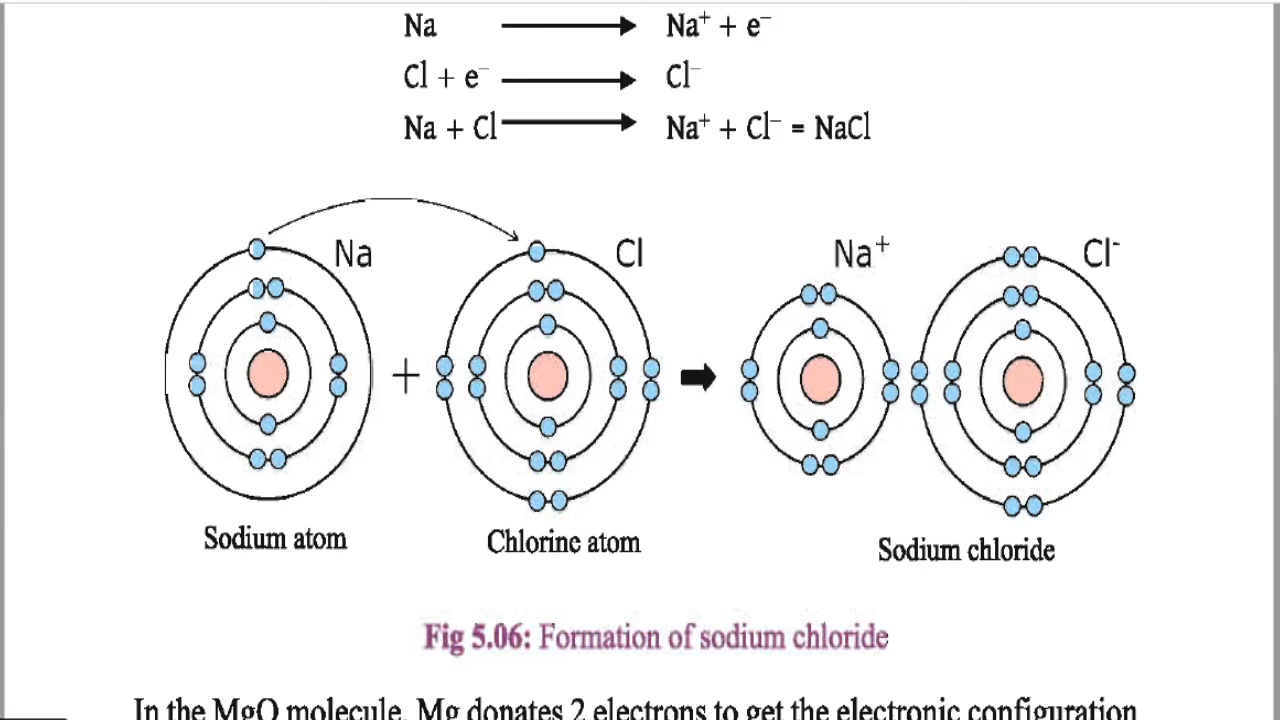 Na ⟶ Na⁺ + e⁻
Cl + e⁻ ⟶ Cl⁻
Na + Cl ⟶ Na⁺ + Cl⁻ = NaCl
Na Cl Na⁺ Cl⁻
+
Sodium atom Chlorine atom Sodium chloride
Fig 5.06: Formation of sodium chloride
In the MgO molecule, Mg donates 2 electrons to get the electronic configuration